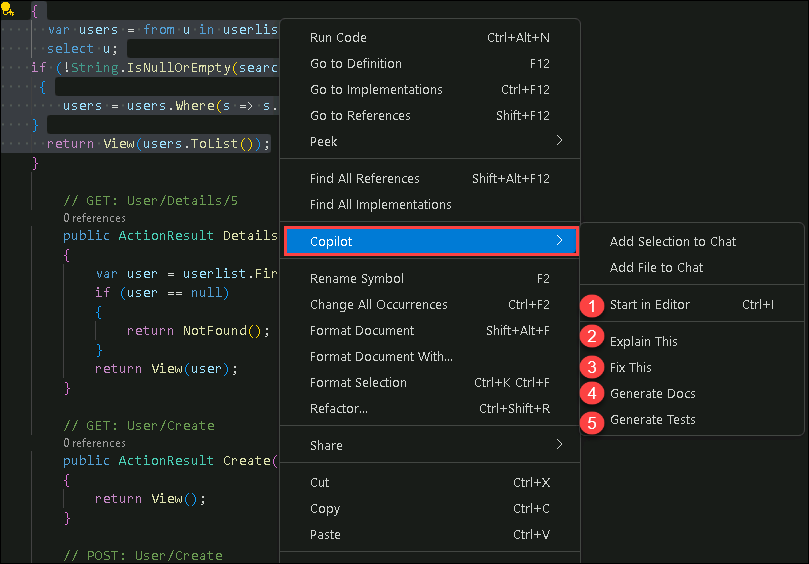 {
var users = from u in userlis
select u;
if (!String.IsNullOrEmpty(searc
{
users = users.Where(s => s.
}
return View(users.ToList());
}
// GET: User/Details/5
0 references
public ActionResult Details
{
var user = userlist.Fir
if (user == null)
{
return NotFound();
}
return View(user);
}
// GET: User/Create
0 references
public ActionResult Create(
{
return View();
}
// POST: User/Create
Run Code Ctrl+Alt+N
Go to Definition F12
Go to Implementations Ctrl+F12
Go to References Shift+F12
Peek
Find All References Shift+Alt+F12
Find All Implementations
Copilot
Rename Symbol F2
Change All Occurrences Ctrl+F2
Format Document Shift+Alt+F
Format Document With...
Format Selection Ctrl+K Ctrl+F
Refactor... Ctrl+Shift+R
Share
Cut Ctrl+X
Copy Ctrl+C
Paste Ctrl+V
Add Selection to Chat
Add File to Chat
1 Start in Editor Ctrl+I
2 Explain This
3 Fix This
4 Generate Docs
5 Generate Tests